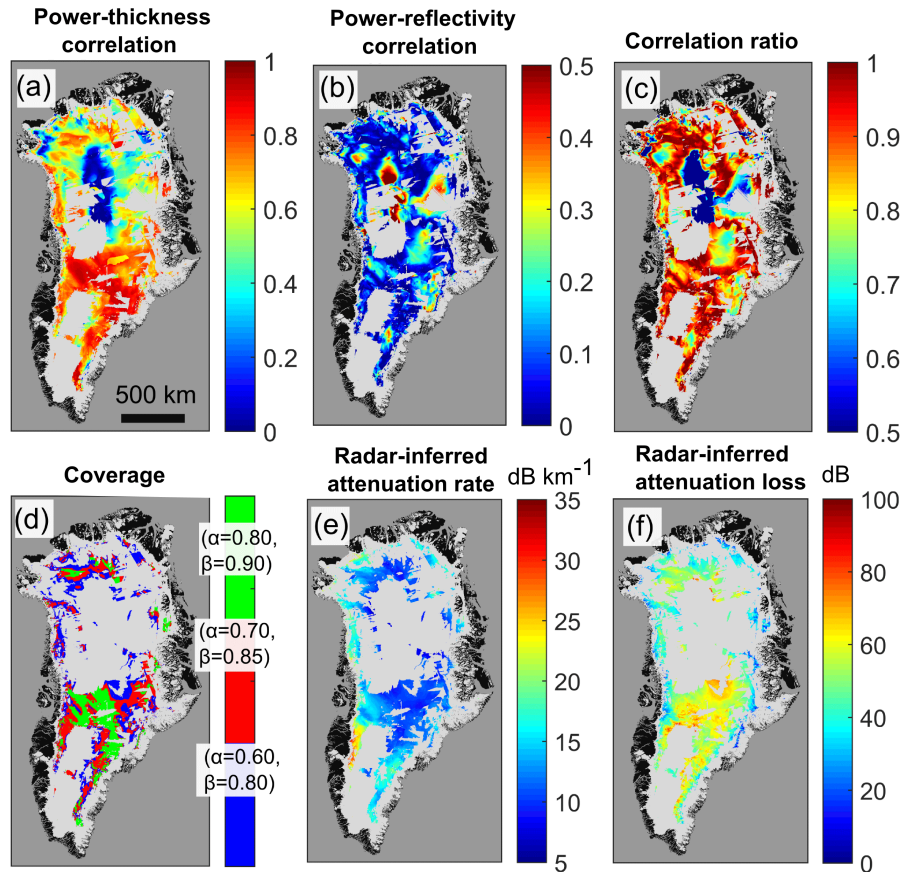 Power-thickness
correlation
(a)
1
0.8
0.6
0.4
0.2
0
500 km
Power-reflectivity
correlation
(b)
0.5
0.4
0.3
0.2
0.1
0
Correlation ratio
(c)
1
0.9
0.8
0.7
0.6
0.5
Coverage
(d)
(α=0.80,
β=0.90)
(α=0.70,
β=0.85)
(α=0.60,
β=0.80)
Radar-inferred
attenuation rate
dB km⁻¹
(e)
35
30
25
20
15
10
5
Radar-inferred
attenuation loss
dB
(f)
100
80
60
40
20
0